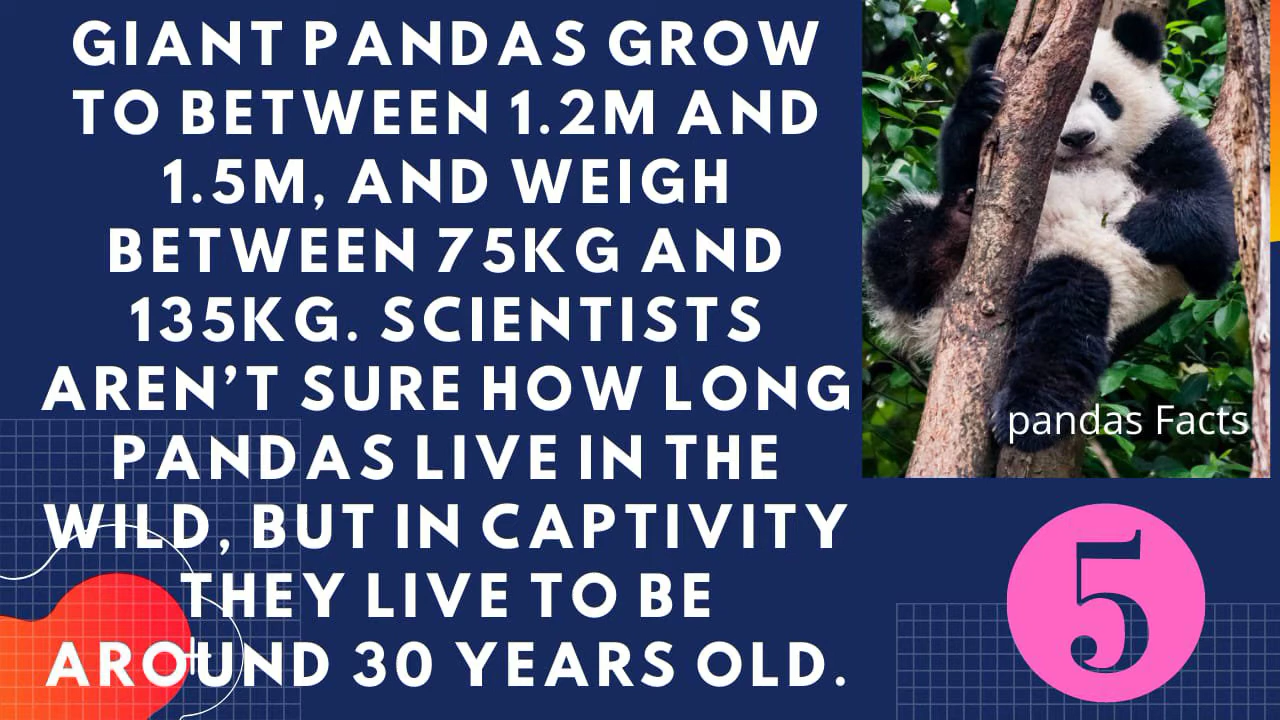 GIANT PANDAS GROW
TO BETWEEN 1.2M AND
1.5M, AND WEIGH
BETWEEN 75KG AND
135KG. SCIENTISTS
AREN’T SURE HOW LONG
PANDAS LIVE IN THE
WILD, BUT IN CAPTIVITY
THEY LIVE TO BE
AROUND 30 YEARS OLD.
pandas Facts
5